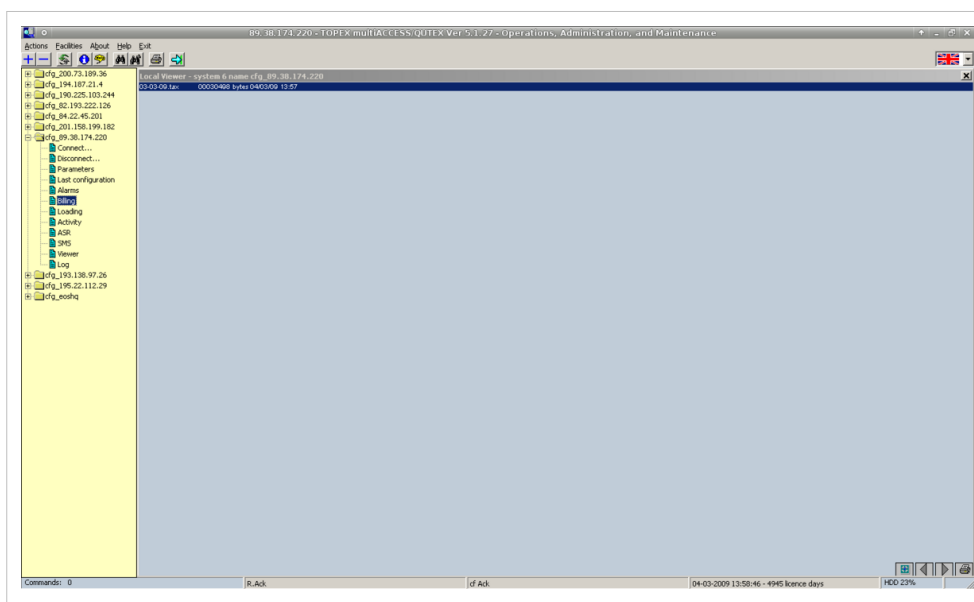 89.38.174.220 - TOPEX multiACCESS/QUTEX Ver 5.1.27 - Operations, Administration, and Maintenance
Actions Facilities About Help Exit
cfg_200.73.189.36
cfg_194.187.21.4
cfg_190.225.103.244
cfg_82.193.222.126
cfg_84.22.45.201
cfg_201.158.199.182
cfg_89.38.174.220
Connect...
Disconnect...
Parameters
Last configuration
Alarms
Billing
Loading
Activity
ASR
SMS
Viewer
Log
cfg_193.138.97.26
cfg_195.22.112.29
cfg_eoshq
Local Viewer - system 6 name cfg_89.38.174.220
03-03-09.tax 00030498 bytes 04/03/09 13:57
Commands: 0 R.Ack cf Ack 04-03-2009 13:58:46 - 4945 licence days HDD 23%